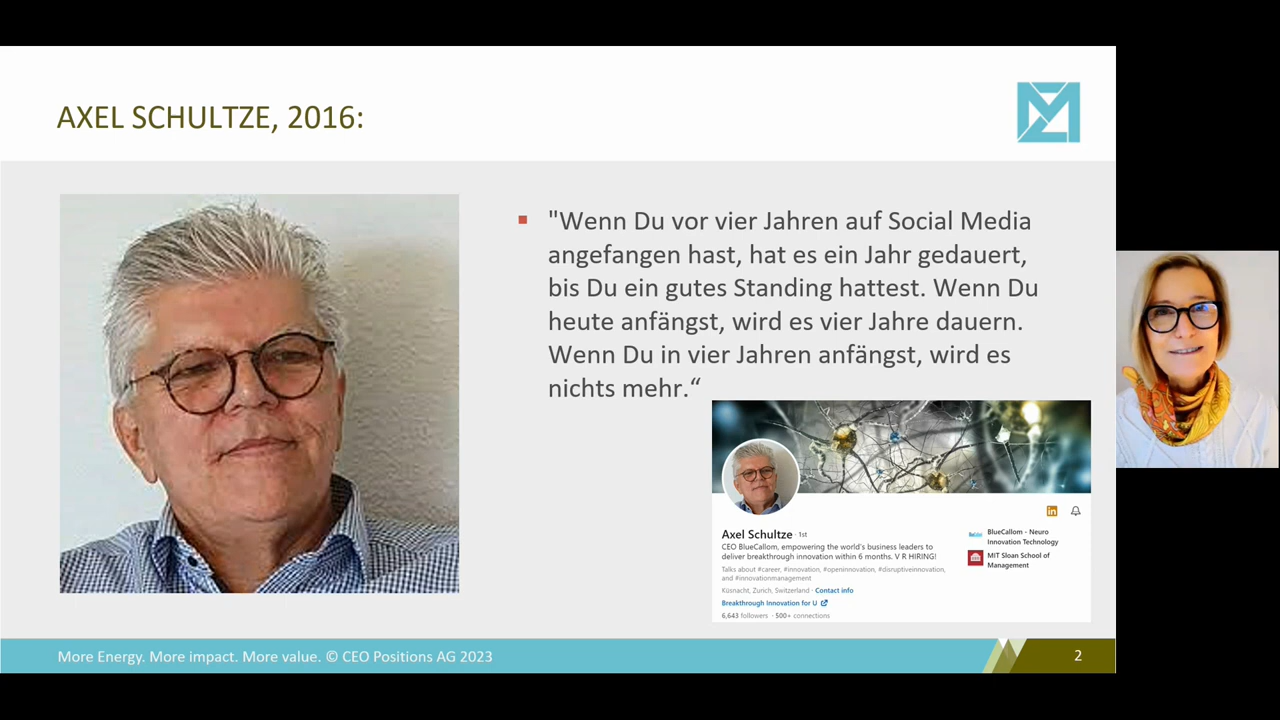 AXEL SCHULTZE, 2016:
"Wenn Du vor vier Jahren auf Social Media
angefangen hast, hat es ein Jahr gedauert,
bis Du ein gutes Standing hattest. Wenn Du
heute anfängst, wird es vier Jahre dauern.
Wenn Du in vier Jahren anfängst, wird es
nichts mehr.“
Axel Schultze · 1st
CEO BlueCallom, empowering the world's business leaders to
deliver breakthrough innovation within 6 months. V R HIRING!
Talks about #career, #innovation, #openinnovation, #disruptiveinnovation,
and #innovationmanagement
Küsnacht, Zurich, Switzerland · Contact info
Breakthrough Innovation for U
6,643 followers · 500+ connections
in
BlueCallom - Neuro
Innovation Technology
MIT Sloan School of
Management
More Energy. More impact. More value. © CEO Positions AG 2023
2